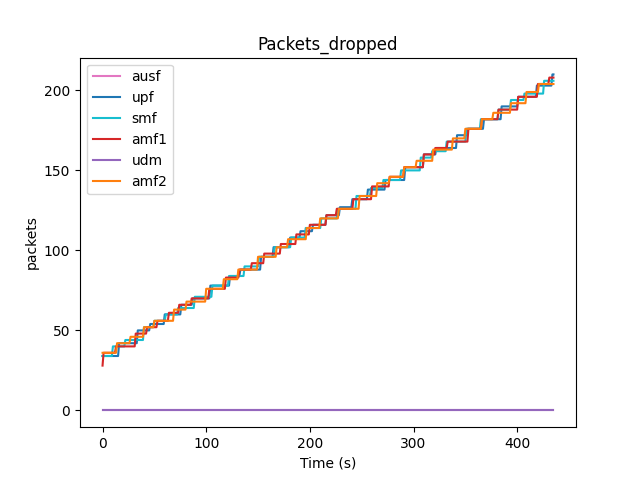 Packets_dropped
ausf
upf
smf
amf1
udm
amf2
200
150
100
50
0
packets
0 100 200 300 400
Time (s)